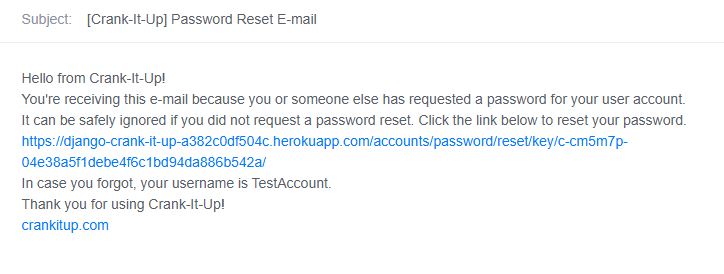 Subject: [Crank-It-Up] Password Reset E-mail
Hello from Crank-It-Up!
You're receiving this e-mail because you or someone else has requested a password for your user account.
It can be safely ignored if you did not request a password reset. Click the link below to reset your password.
https://django-crank-it-up-a382c0df504c.herokuapp.com/accounts/password/reset/key/c-cm5m7p-
04e38a5f1debe4f6c1bd94da886b542a/
In case you forgot, your username is TestAccount.
Thank you for using Crank-It-Up!
crankitup.com